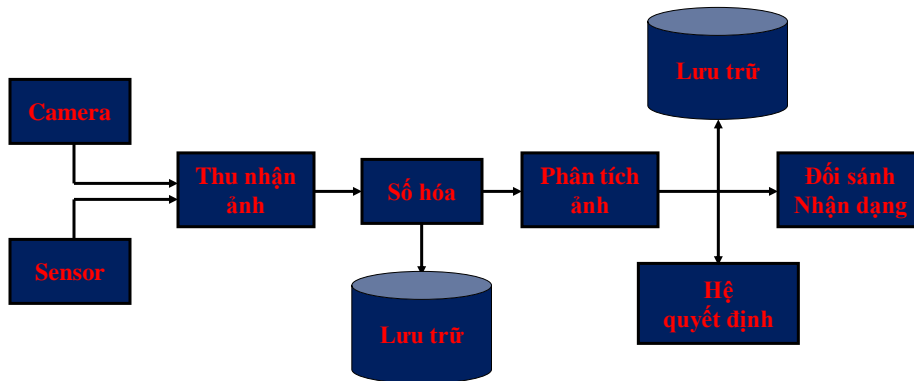 Lưu trữ
Camera
Thu nhận
ảnh
Số hóa
Phân tích
ảnh
Đối sánh
Nhận dạng
Sensor
Lưu trữ
Hệ
quyết định